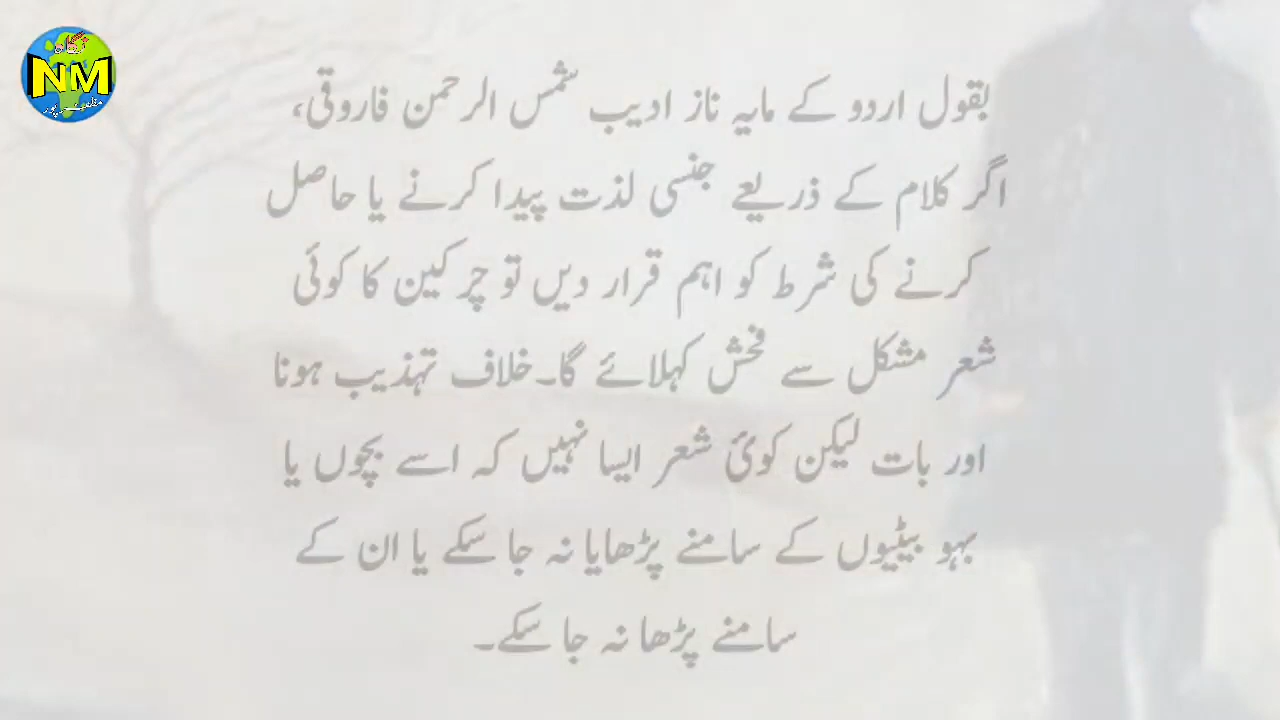 NM
بقول اردو کے مایہ ناز ادیب شمس الرحمن فاروقی،
اگر کلام کے ذریعے جنسی لذت پیدا کرنے یا حاصل
کرنے کی شرط کو اہم قرار دیں تو چرکین کا کوئی
شعر مشکل سے فحش کہلائے گا۔خلاف تہذیب ہونا
اور بات لیکن کوئ شعر ایسا نہیں کہ اسے بچوں یا
بہو بیٹیوں کے سامنے پڑھایا نہ جا سکے یا ان کے
سامنے پڑھا نہ جا سکے۔